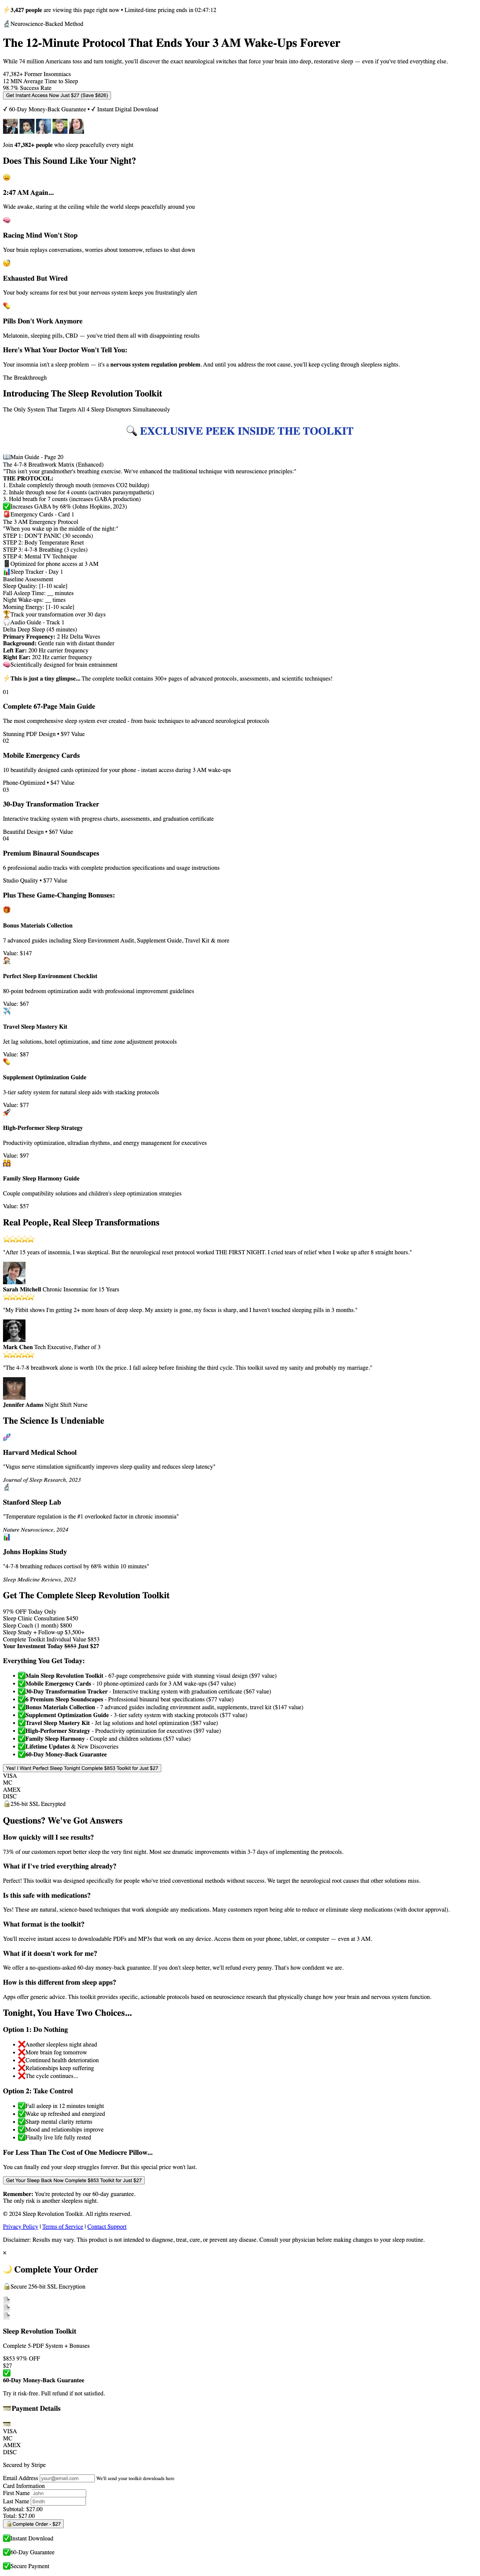 ⚡3,427 people are viewing this page right now • Limited-time pricing ends in 02:47:12
🔬Neuroscience-Backed Method
The 12-Minute Protocol That Ends Your 3 AM Wake-Ups Forever
While 74 million Americans toss and turn tonight, you'll discover the exact neurological switches that force your brain into deep, restorative sleep — even if you've tried everything else.
47,382+ Former Insomniacs
12 MIN Average Time to Sleep
98.7% Success Rate
Get Instant Access Now Just $27 (Save $826)
✓ 60-Day Money-Back Guarantee • ✓ Instant Digital Download
Join 47,382+ people who sleep peacefully every night
Does This Sound Like Your Night?
2:47 AM Again...
Wide awake, staring at the ceiling while the world sleeps peacefully around you
Racing Mind Won't Stop
Your brain replays conversations, worries about tomorrow, refuses to shut down
Exhausted But Wired
Your body screams for rest but your nervous system keeps you frustratingly alert
Pills Don't Work Anymore
Melatonin, sleeping pills, CBD — you've tried them all with disappointing results
Here's What Your Doctor Won't Tell You:
Your insomnia isn't a sleep problem — it's a nervous system regulation problem. And until you address the root cause, you'll keep cycling through sleepless nights.
The Breakthrough
Introducing The Sleep Revolution Toolkit
The Only System That Targets All 4 Sleep Disruptors Simultaneously
🔍 EXCLUSIVE PEEK INSIDE THE TOOLKIT
📖Main Guide - Page 20
The 4-7-8 Breathwork Matrix (Enhanced)
"This isn't your grandmother's breathing exercise. We've enhanced the traditional technique with neuroscience principles:"
THE PROTOCOL:
1. Exhale completely through mouth (removes CO2 buildup)
2. Inhale through nose for 4 counts (activates parasympathetic)
3. Hold breath for 7 counts (increases GABA production)
✅Increases GABA by 68% (Johns Hopkins, 2023)
🚨Emergency Cards - Card 1
The 3 AM Emergency Protocol
"When you wake up in the middle of the night:"
STEP 1: DON'T PANIC (30 seconds)
STEP 2: Body Temperature Reset
STEP 3: 4-7-8 Breathing (3 cycles)
STEP 4: Mental TV Technique
📱Optimized for phone access at 3 AM
📊Sleep Tracker - Day 1
Baseline Assessment
Sleep Quality: [1-10 scale]
Fall Asleep Time: __ minutes
Night Wake-ups: __ times
Morning Energy: [1-10 scale]
🏆Track your transformation over 30 days
🎧Audio Guide - Track 1
Delta Deep Sleep (45 minutes)
Primary Frequency: 2 Hz Delta Waves
Background: Gentle rain with distant thunder
Left Ear: 200 Hz carrier frequency
Right Ear: 202 Hz carrier frequency
🧠Scientifically designed for brain entrainment
⚡This is just a tiny glimpse... The complete toolkit contains 300+ pages of advanced protocols, assessments, and scientific techniques!
01
Complete 67-Page Main Guide
The most comprehensive sleep system ever created - from basic techniques to advanced neurological protocols
Stunning PDF Design • $97 Value
02
Mobile Emergency Cards
10 beautifully designed cards optimized for your phone - instant access during 3 AM wake-ups
Phone-Optimized • $47 Value
03
30-Day Transformation Tracker
Interactive tracking system with progress charts, assessments, and graduation certificate
Beautiful Design • $67 Value
04
Premium Binaural Soundscapes
6 professional audio tracks with complete production specifications and usage instructions
Studio Quality • $77 Value
Plus These Game-Changing Bonuses:
Bonus Materials Collection
7 advanced guides including Sleep Environment Audit, Supplement Guide, Travel Kit & more
Value: $147
Perfect Sleep Environment Checklist
80-point bedroom optimization audit with professional improvement guidelines
Value: $67
Travel Sleep Mastery Kit
Jet lag solutions, hotel optimization, and time zone adjustment protocols
Value: $87
Supplement Optimization Guide
3-tier safety system for natural sleep aids with stacking protocols
Value: $77
High-Performer Sleep Strategy
Productivity optimization, ultradian rhythms, and energy management for executives
Value: $97
Family Sleep Harmony Guide
Couple compatibility solutions and children's sleep optimization strategies
Value: $57
Real People, Real Sleep Transformations
⭐⭐⭐⭐⭐
"After 15 years of insomnia, I was skeptical. But the neurological reset protocol worked THE FIRST NIGHT. I cried tears of relief when I woke up after 8 straight hours."
Sarah Mitchell Chronic Insomniac for 15 Years
⭐⭐⭐⭐⭐
"My Fitbit shows I'm getting 2+ more hours of deep sleep. My anxiety is gone, my focus is sharp, and I haven't touched sleeping pills in 3 months."
Mark Chen Tech Executive, Father of 3
⭐⭐⭐⭐⭐
"The 4-7-8 breathwork alone is worth 10x the price. I fall asleep before finishing the third cycle. This toolkit saved my sanity and probably my marriage."
Jennifer Adams Night Shift Nurse
The Science Is Undeniable
Harvard Medical School
"Vagus nerve stimulation significantly improves sleep quality and reduces sleep latency"
Journal of Sleep Research, 2023
Stanford Sleep Lab
"Temperature regulation is the #1 overlooked factor in chronic insomnia"
Nature Neuroscience, 2024
Johns Hopkins Study
"4-7-8 breathing reduces cortisol by 68% within 10 minutes"
Sleep Medicine Reviews, 2023
Get The Complete Sleep Revolution Toolkit
97% OFF Today Only
Sleep Clinic Consultation $450
Sleep Coach (1 month) $800
Sleep Study + Follow-up $3,500+
Complete Toolkit Individual Value $853
Your Investment Today $853 Just $27
Everything You Get Today:
✅Main Sleep Revolution Toolkit - 67-page comprehensive guide with stunning visual design ($97 value)
✅Mobile Emergency Cards - 10 phone-optimized cards for 3 AM wake-ups ($47 value)
✅30-Day Transformation Tracker - Interactive tracking system with graduation certificate ($67 value)
✅6 Premium Sleep Soundscapes - Professional binaural beat specifications ($77 value)
✅Bonus Materials Collection - 7 advanced guides including environment audit, supplements, travel kit ($147 value)
✅Supplement Optimization Guide - 3-tier safety system with stacking protocols ($77 value)
✅Travel Sleep Mastery Kit - Jet lag solutions and hotel optimization ($87 value)
✅High-Performer Strategy - Productivity optimization for executives ($97 value)
✅Family Sleep Harmony - Couple and children solutions ($57 value)
✅Lifetime Updates & New Discoveries
✅60-Day Money-Back Guarantee
Yes! I Want Perfect Sleep Tonight Complete $853 Toolkit for Just $27
VISA
MC
AMEX
DISC
🔒256-bit SSL Encrypted
Questions? We've Got Answers
How quickly will I see results?
73% of our customers report better sleep the very first night. Most see dramatic improvements within 3-7 days of implementing the protocols.
What if I've tried everything already?
Perfect! This toolkit was designed specifically for people who've tried conventional methods without success. We target the neurological root causes that other solutions miss.
Is this safe with medications?
Yes! These are natural, science-based techniques that work alongside any medications. Many customers report being able to reduce or eliminate sleep medications (with doctor approval).
What format is the toolkit?
You'll receive instant access to downloadable PDFs and MP3s that work on any device. Access them on your phone, tablet, or computer — even at 3 AM.
What if it doesn't work for me?
We offer a no-questions-asked 60-day money-back guarantee. If you don't sleep better, we'll refund every penny. That's how confident we are.
How is this different from sleep apps?
Apps offer generic advice. This toolkit provides specific, actionable protocols based on neuroscience research that physically change how your brain and nervous system function.
Tonight, You Have Two Choices...
Option 1: Do Nothing
❌Another sleepless night ahead
❌More brain fog tomorrow
❌Continued health deterioration
❌Relationships keep suffering
❌The cycle continues...
Option 2: Take Control
✅Fall asleep in 12 minutes tonight
✅Wake up refreshed and energized
✅Sharp mental clarity returns
✅Mood and relationships improve
✅Finally live life fully rested
For Less Than The Cost of One Mediocre Pillow...
You can finally end your sleep struggles forever. But this special price won't last.
Get Your Sleep Back Now Complete $853 Toolkit for Just $27
Remember: You're protected by our 60-day guarantee.
The only risk is another sleepless night.
© 2024 Sleep Revolution Toolkit. All rights reserved.
Privacy Policy | Terms of Service | Contact Support
Disclaimer: Results may vary. This product is not intended to diagnose, treat, cure, or prevent any disease. Consult your physician before making changes to your sleep routine.
×
🌙 Complete Your Order
🔒Secure 256-bit SSL Encryption
Sleep Revolution Toolkit
Complete 5-PDF System + Bonuses
$853 97% OFF
$27
✅
60-Day Money-Back Guarantee
Try it risk-free. Full refund if not satisfied.
💳Payment Details
💳
VISA
MC
AMEX
DISC
Secured by Stripe
Email Address your@email.com We'll send your toolkit downloads here
Card Information
First Name John
Last Name Smith
Subtotal: $27.00
Total: $27.00
🔒Complete Order - $27
✅Instant Download
✅60-Day Guarantee
✅Secure Payment